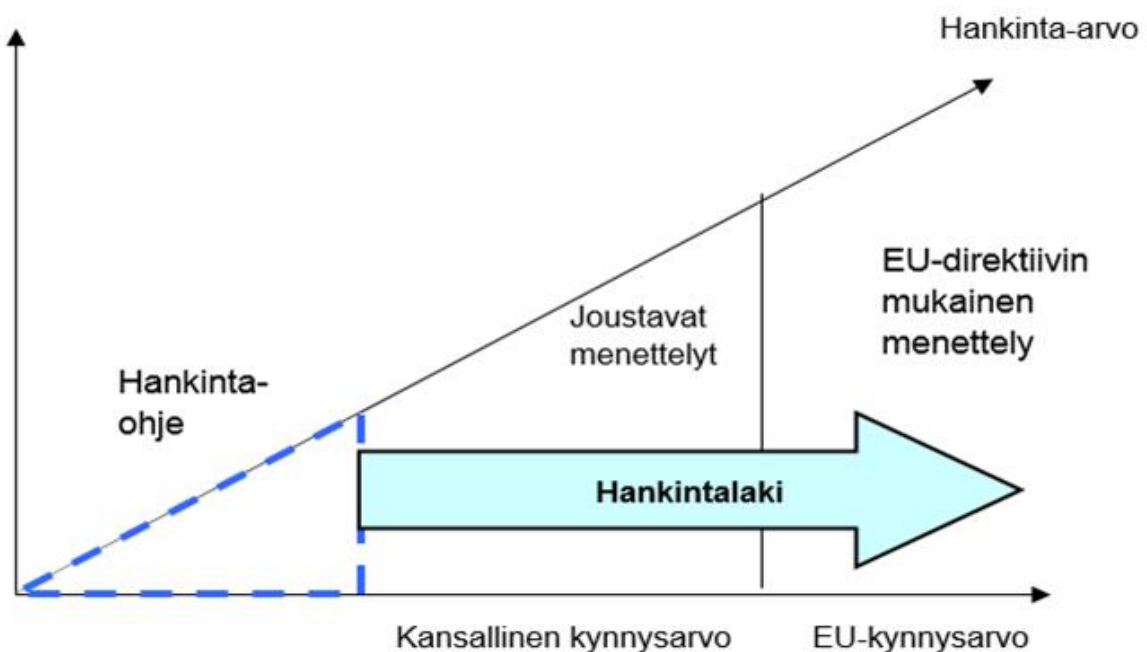 Hankinta-arvo
EU-direktiivin
mukainen
menettely
Joustavat
menettelyt
Hankinta-
ohje
Hankintalaki
Kansallinen kynnysarvo
EU-kynnysarvo